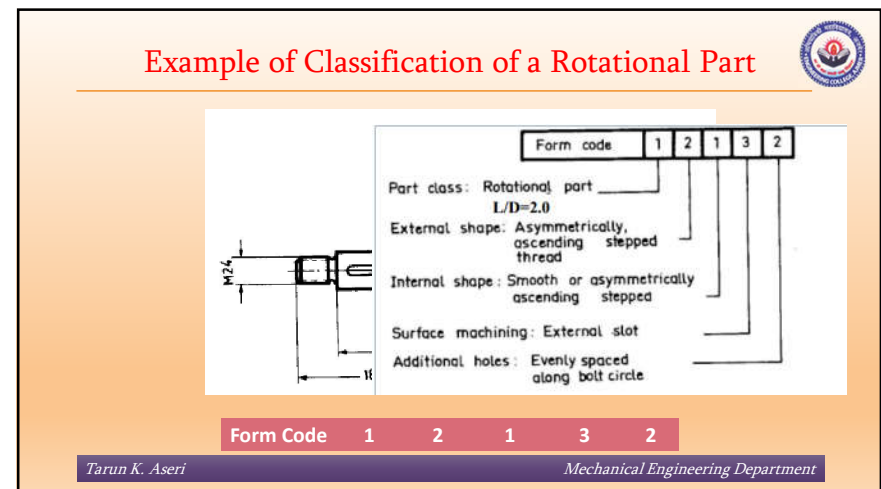 Example of Classification of a Rotational Part
Form code 1 2 1 3 2
Part class: Rotational part
L/D=2.0
External shape: Asymmetrically,
ascending stepped
thread
Internal shape: Smooth or asymmetrically
ascending stepped
Surface machining: External slot
Additional holes: Evenly spaced
along bolt circle
M24
Form Code 1 2 1 3 2
Tarun K. Aseri
Mechanical Engineering Department